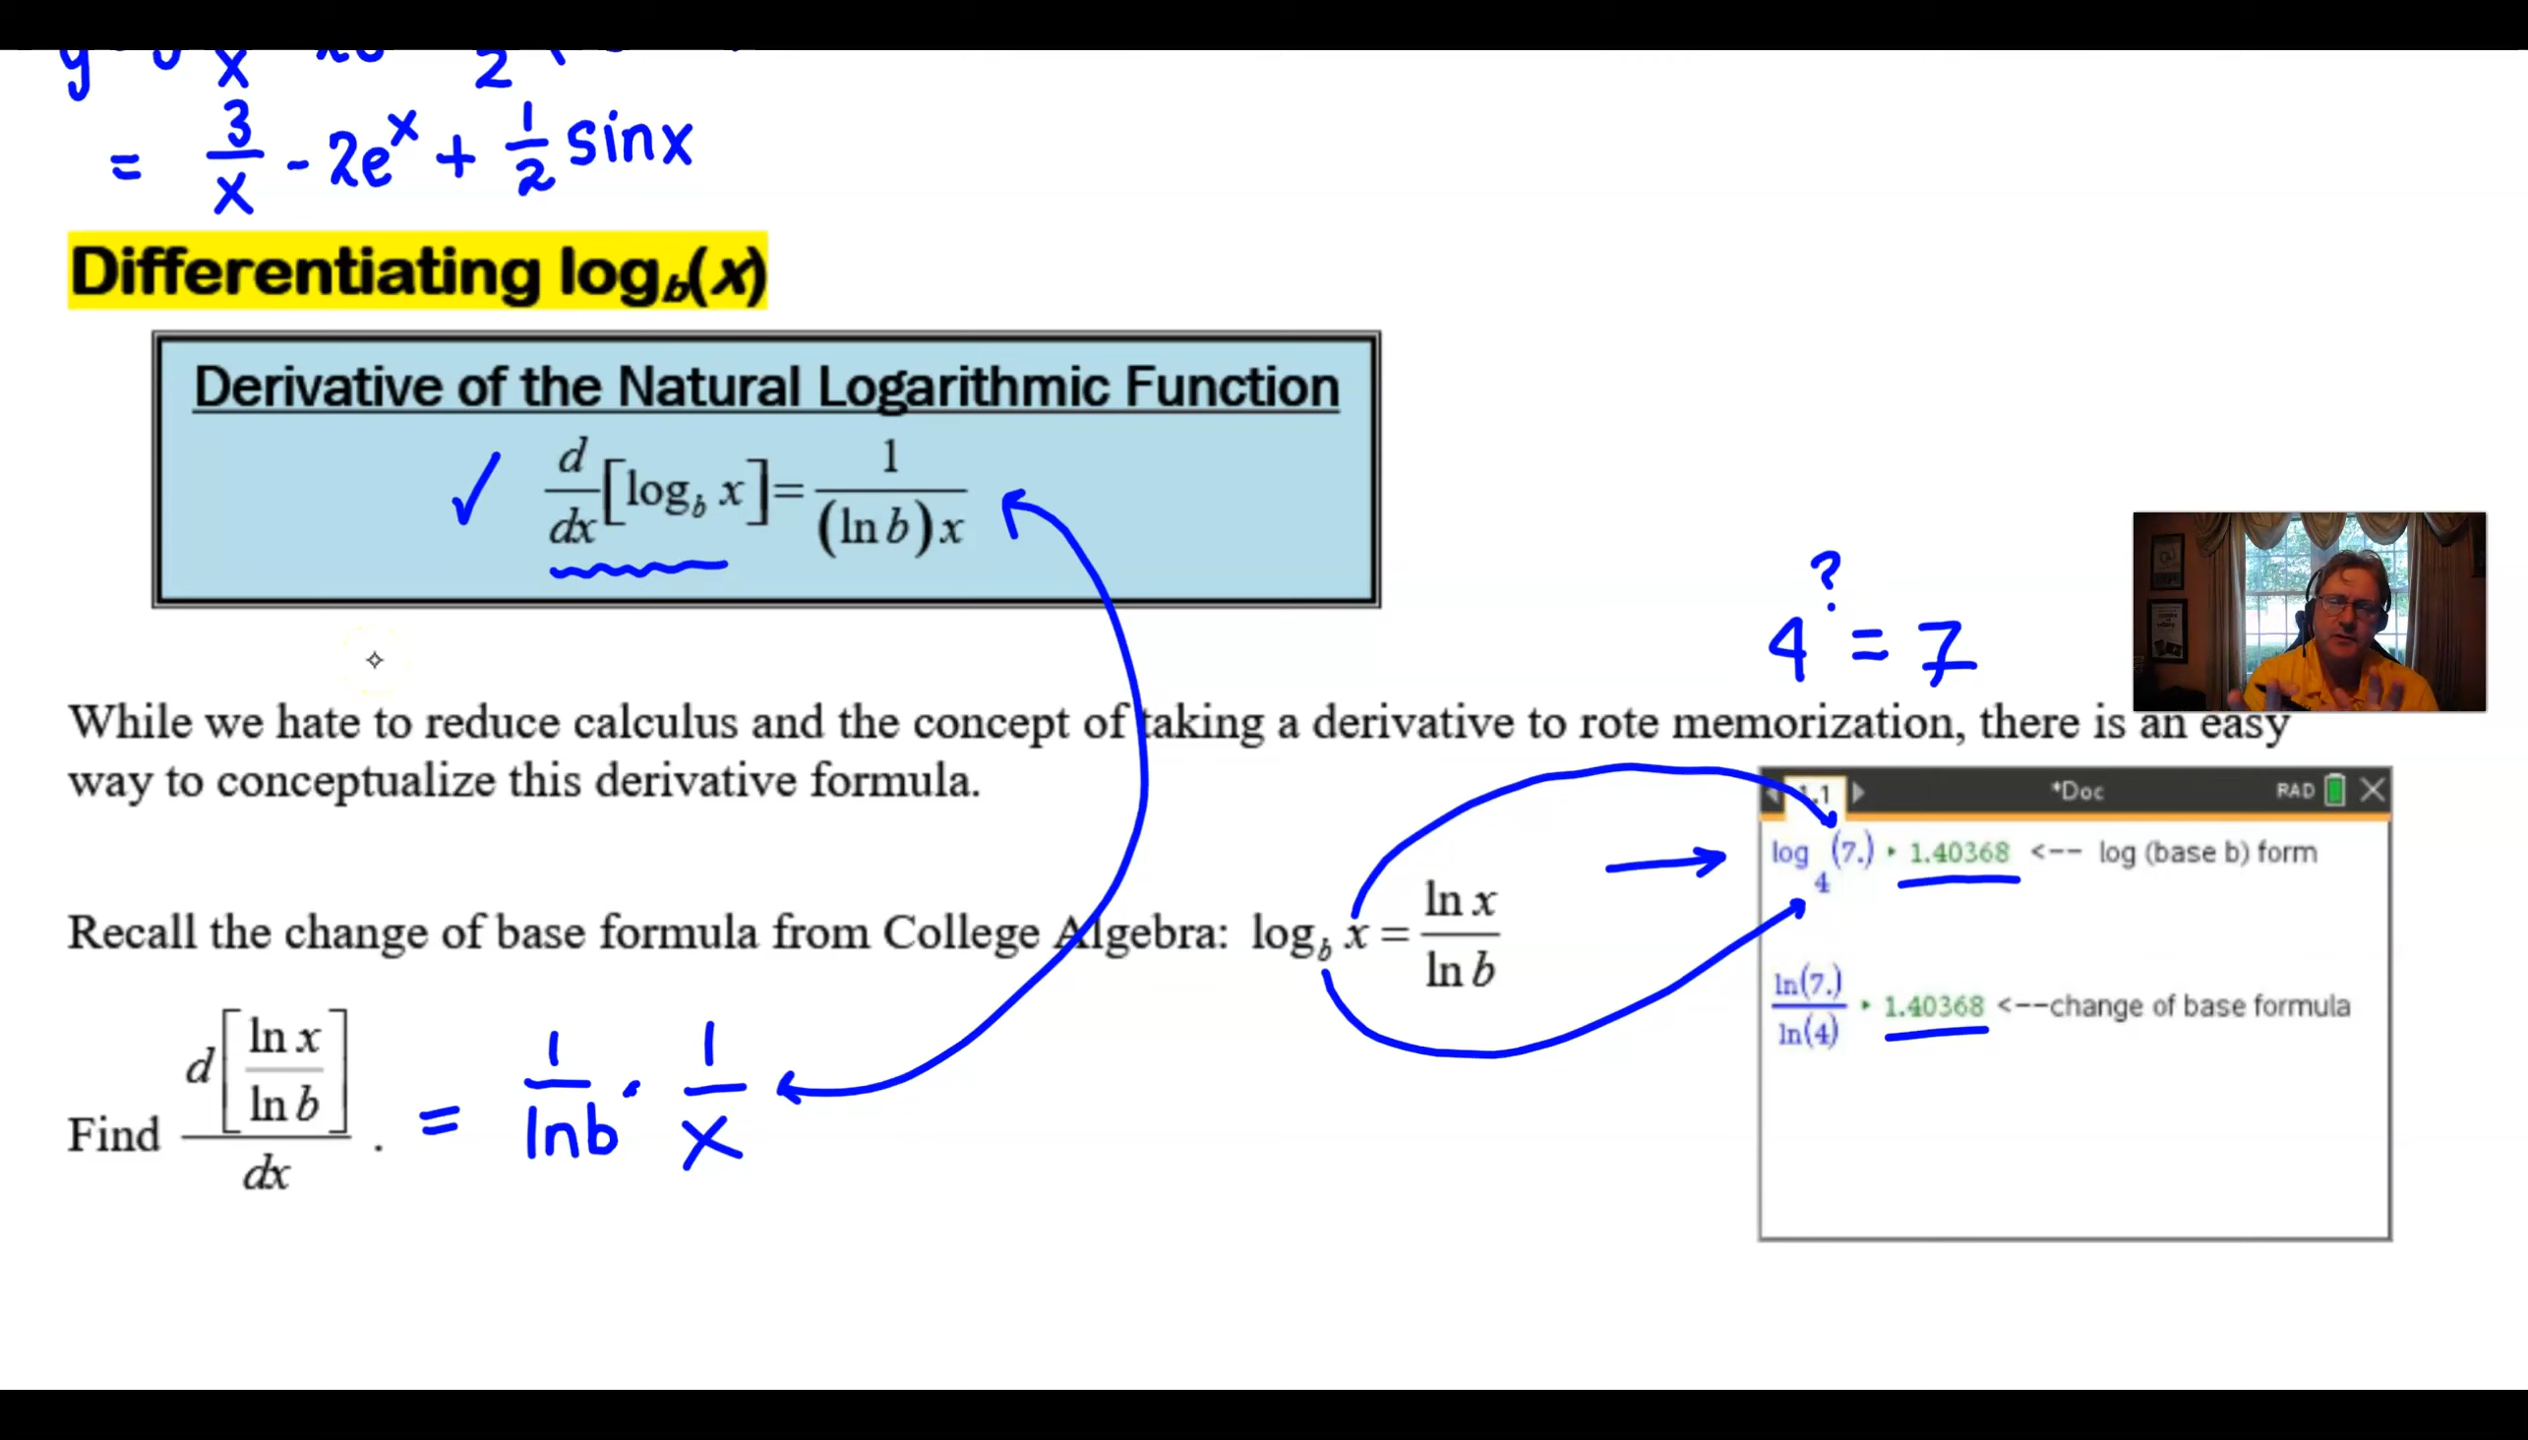 = 3/x - 2e^x + 1/2 sinx
Differentiating log_b(x)
Derivative of the Natural Logarithmic Function
✓ d/dx [log_b x] = 1/((ln b)x)
4^? = 7
While we hate to reduce calculus and the concept of taking a derivative to rote memorization, there is an easy
way to conceptualize this derivative formula.
Recall the change of base formula from College Algebra: log_b x = ln x/ln b
Find d[ln x/ln b]/dx . = 1/lnb · 1/x
1.1 *Doc RAD
log_4(7.) ▸ 1.40368 <-- log (base b) form
ln(7.)/ln(4) ▸ 1.40368 <--change of base formula